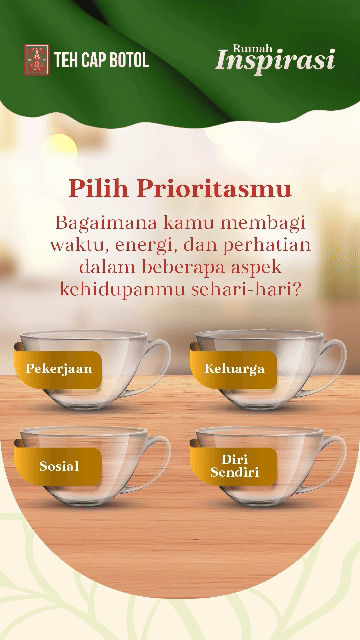 TEH CAP BOTOL
Rumah
Inspirasi
Pilih Prioritasmu
Bagaimana kamu membagi
waktu, energi, dan perhatian
dalam beberapa aspek
kehidupanmu sehari-hari?
Pekerjaan
Keluarga
Sosial
Diri
Sendiri